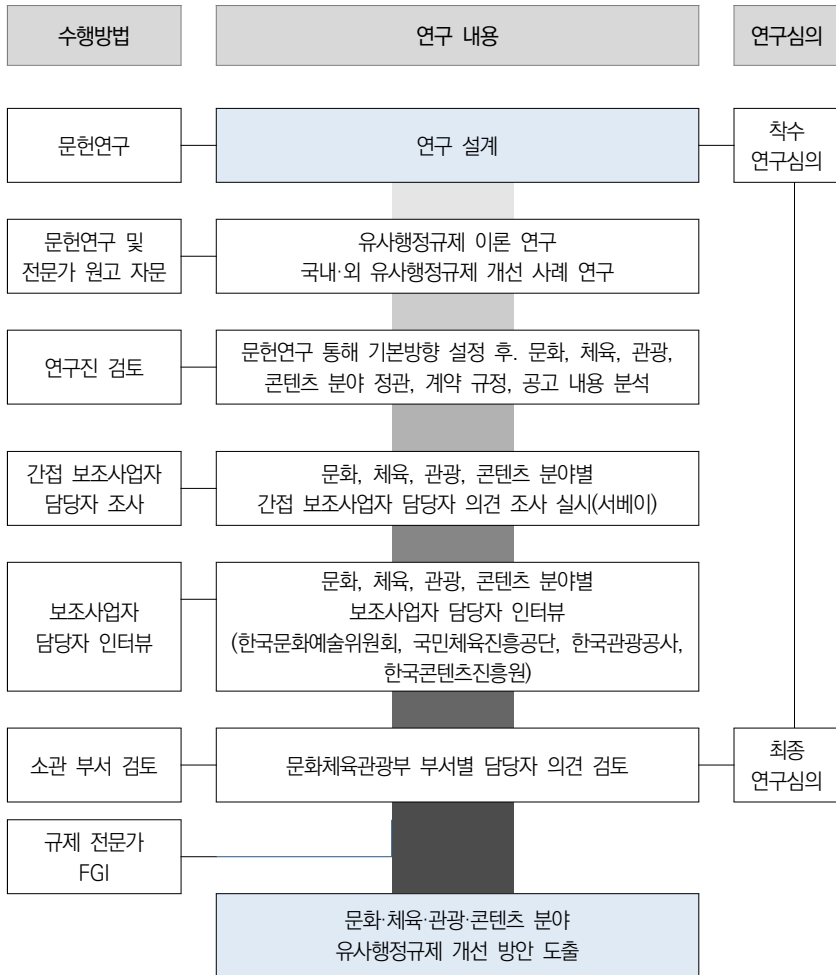 수행방법 연구 내용 연구심의
문헌연구 연구 설계 착수
연구심의
문헌연구 및
전문가 원고 자문
유사행정규제 이론 연구
국내·외 유사행정규제 개선 사례 연구
연구진 검토
문헌연구 통해 기본방향 설정 후. 문화, 체육, 관광,
콘텐츠 분야 정관, 계약 규정, 공고 내용 분석
간접 보조사업자
담당자 조사
문화, 체육, 관광, 콘텐츠 분야별
간접 보조사업자 담당자 의견 조사 실시(서베이)
보조사업자
담당자 인터뷰
문화, 체육, 관광, 콘텐츠 분야별
보조사업자 담당자 인터뷰
(한국문화예술위원회, 국민체육진흥공단, 한국관광공사,
한국콘텐츠진흥원)
소관 부서 검토
문화체육관광부 부서별 담당자 의견 검토
최종
연구심의
규제 전문가
FGI
문화·체육·관광·콘텐츠 분야
유사행정규제 개선 방안 도출